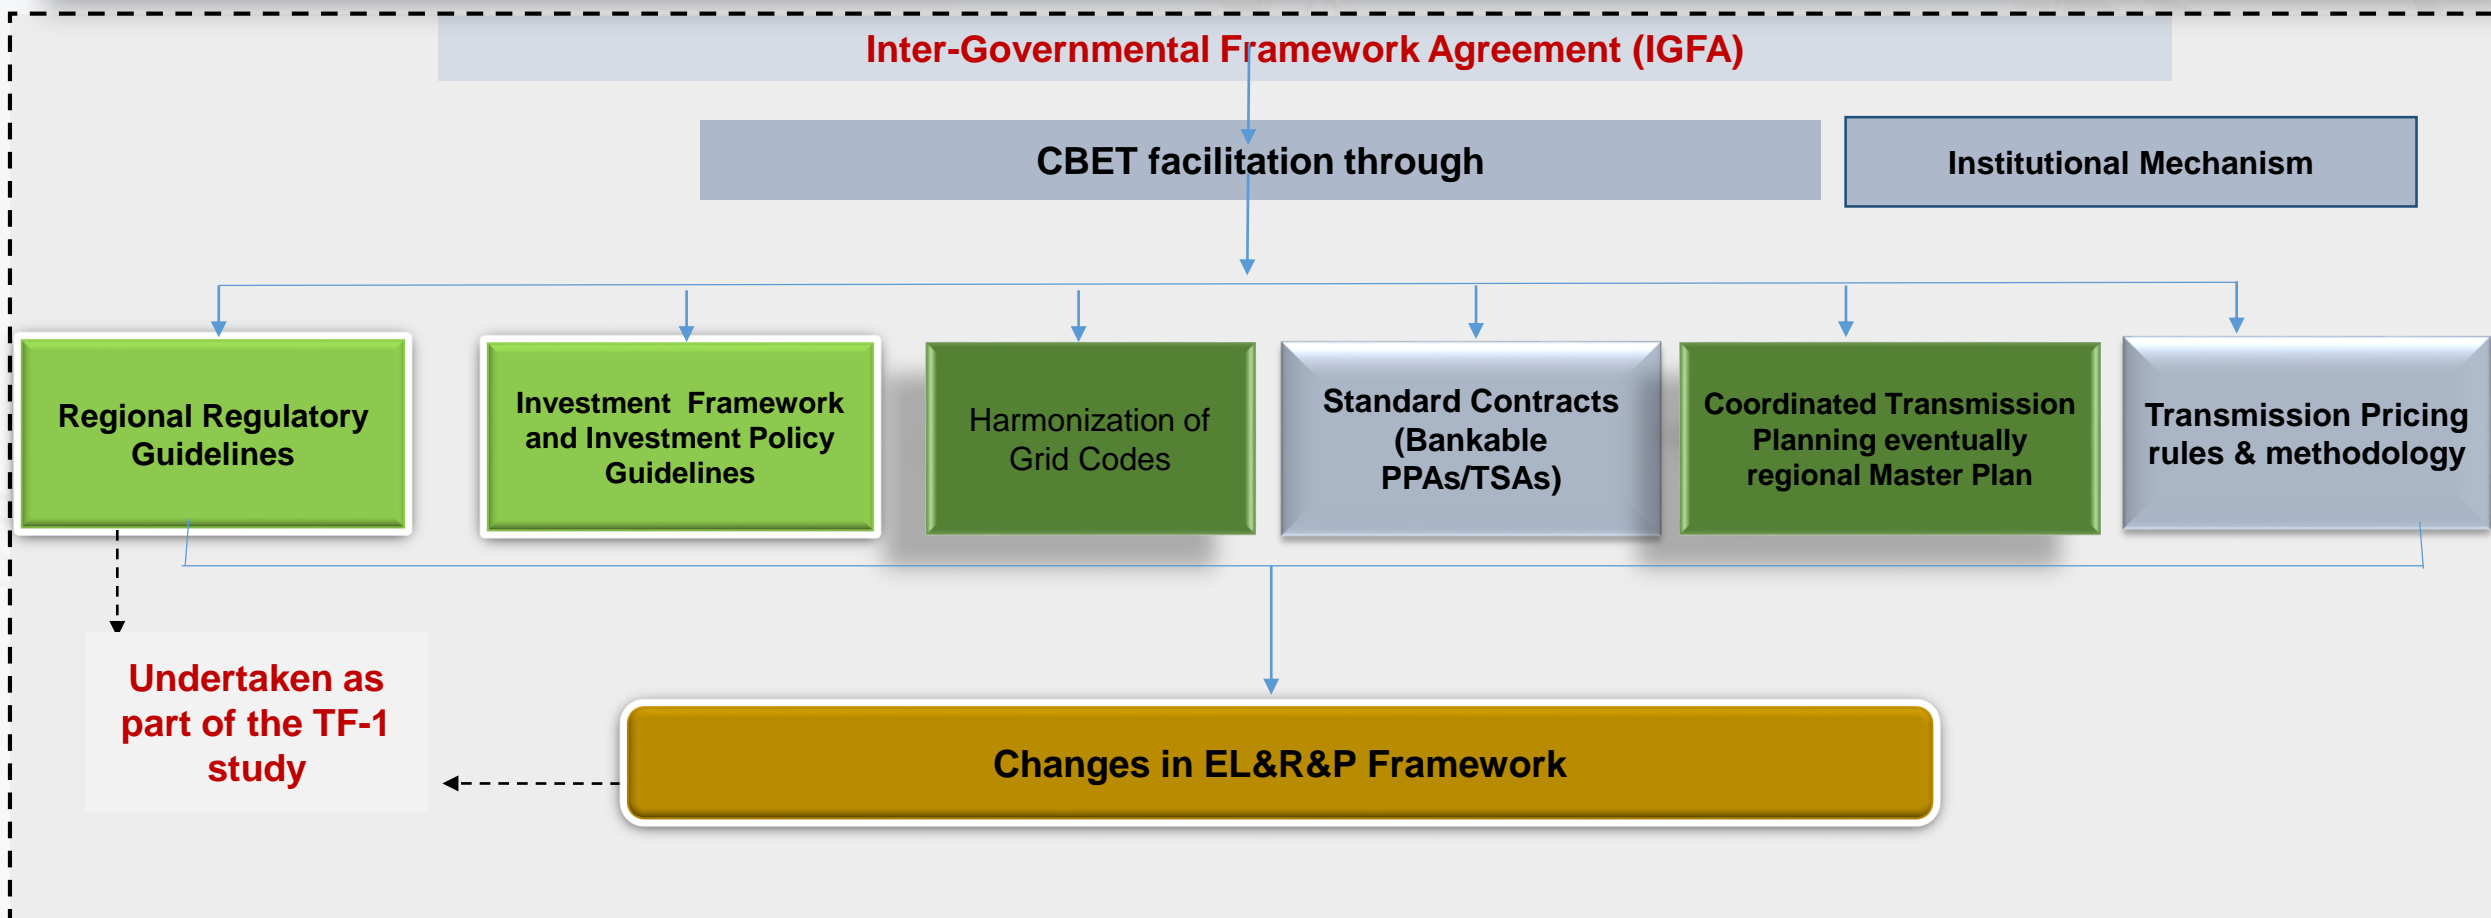 Inter-Governmental Framework Agreement (IGFA)
CBET facilitation through
Institutional Mechanism
Regional Regulatory
Guidelines
Investment Framework
and Investment Policy
Guidelines
Harmonization of
Grid Codes
Standard Contracts
(Bankable
PPAs/TSAs)
Coordinated Transmission
Planning eventually
regional Master Plan
Transmission Pricing
rules & methodology
Undertaken as
part of the TF-1
study
Changes in EL&R&P Framework